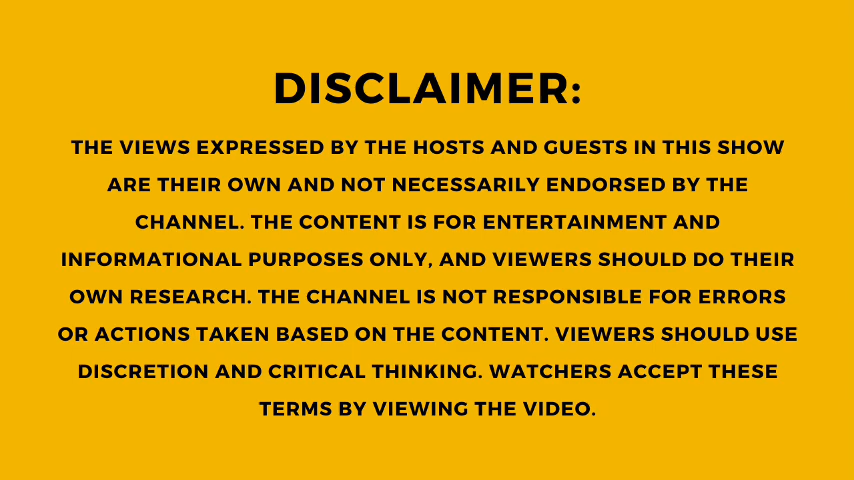 DISCLAIMER:
THE VIEWS EXPRESSED BY THE HOSTS AND GUESTS IN THIS SHOW
ARE THEIR OWN AND NOT NECESSARILY ENDORSED BY THE
CHANNEL. THE CONTENT IS FOR ENTERTAINMENT AND
INFORMATIONAL PURPOSES ONLY, AND VIEWERS SHOULD DO THEIR
OWN RESEARCH. THE CHANNEL IS NOT RESPONSIBLE FOR ERRORS
OR ACTIONS TAKEN BASED ON THE CONTENT. VIEWERS SHOULD USE
DISCRETION AND CRITICAL THINKING. WATCHERS ACCEPT THESE
TERMS BY VIEWING THE VIDEO.